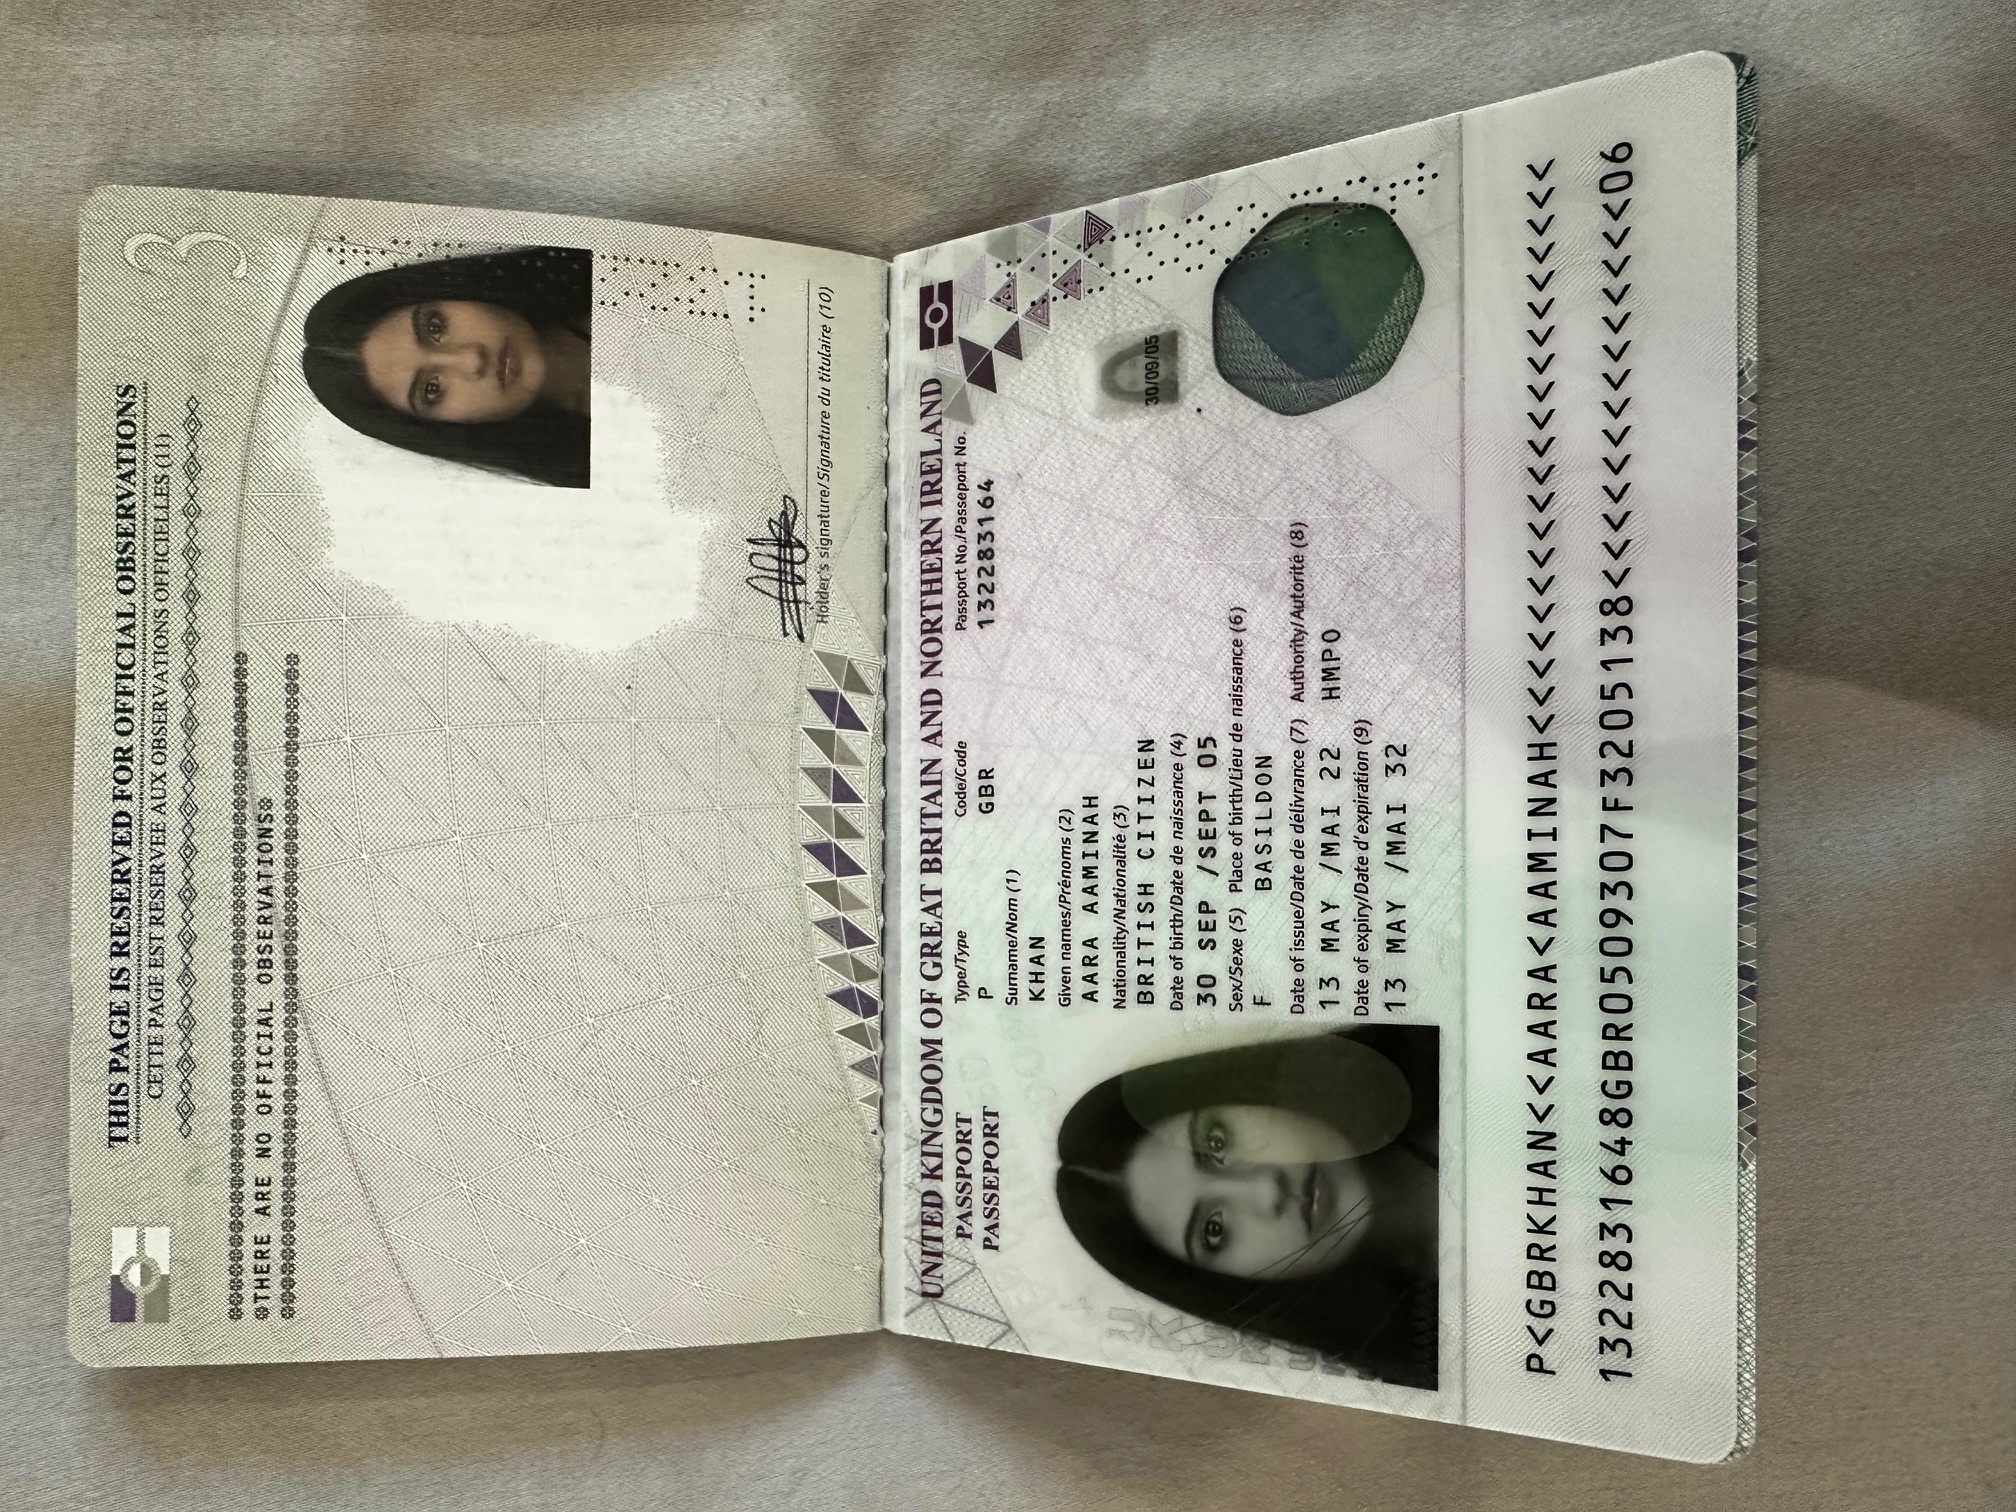 THIS PAGE IS RESERVED FOR OFFICIAL OBSERVATIONS
CETTE PAGE EST RESERVEE AUX OBSERVATIONS OFFICIELLES (11)
3
THERE ARE NO OFFICIAL OBSERVATIONS
Holder's signature/Signature du titulaire (10)
UNITED KINGDOM OF GREAT BRITAIN AND NORTHERN IRELAND
PASSPORT
PASSEPORT
Type/Type Code/Code Passport No./Passeport No.
P GBR 132283164
Surname/Nom (1)
KHAN
Given names/Prénoms (2)
AARA AAMINAH
Nationality/Nationalité (3)
BRITISH CITIZEN
Date of birth/Date de naissance (4)
30 SEP /SEPT 05
30/09/05
Sex/Sexe (5) Place of birth/Lieu de naissance (6)
F BASILDON
Date of issue/Date de délivrance (7) Authority/Autorité (8)
13 MAY /MAI 22 HMPO
Date of expiry/Date d'expiration (9)
13 MAY /MAI 32
P<GBRKHAN<<AARA<AAMINAH<<<<<<<<<<<<<<<<<<<<<
1322831648GBR0509307F3205138<<<<<<<<<<<<<<06